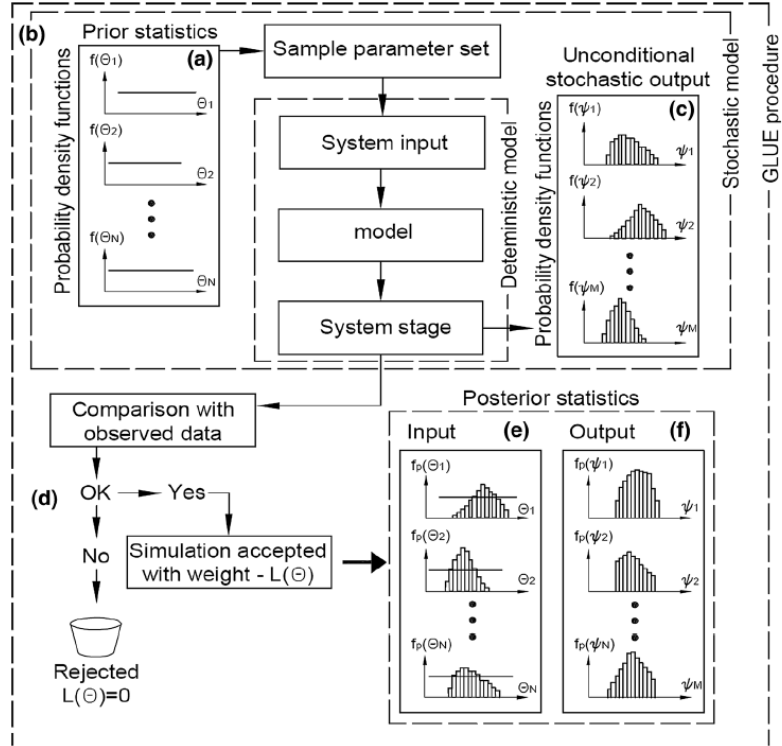 (b)
Prior statistics
(a)
Probability density functions
f(Θ1)
Θ1
f(Θ2)
Θ2
f(ΘN)
ΘN
Sample parameter set
System input
model
System stage
Deteministic model
Unconditional
stochastic output
(c)
Probability density functions
f(ψ1)
ψ1
f(ψ2)
ψ2
f(ψM)
ψM
Stochastic model
GLUE procedure
Comparison with
observed data
(d)
OK
Yes
No
Simulation accepted
with weight - L(Θ)
Rejected
L(Θ)=0
Posterior statistics
Input
(e)
fp(Θ1)
Θ1
fp(Θ2)
Θ2
fp(ΘN)
ΘN
Output
(f)
fp(ψ1)
ψ1
fp(ψ2)
ψ2
fp(ψN)
ψM